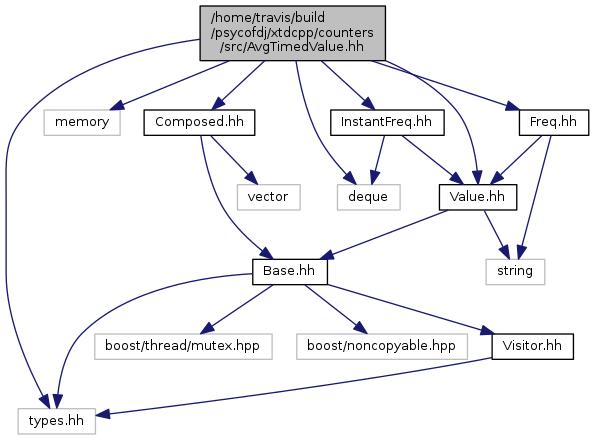 /home/travis/build
/psycofdj/xtdcpp/counters
/src/AvgTimedValue.hh
memory
Composed.hh
InstantFreq.hh
Freq.hh
vector
deque
Value.hh
Base.hh
string
boost/thread/mutex.hpp
boost/noncopyable.hpp
Visitor.hh
types.hh